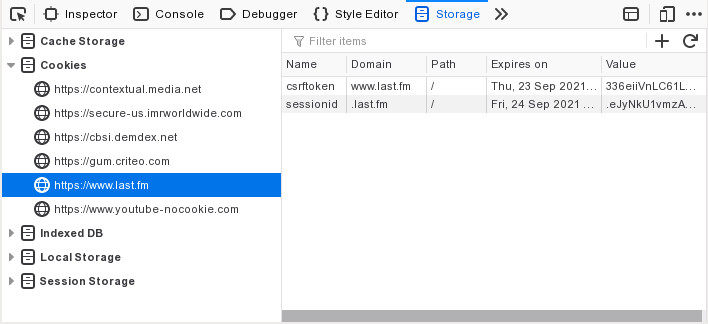 Inspector Console Debugger Style Editor Storage
Cache Storage
Cookies
https://contextual.media.net
https://secure-us.imrworldwide.com
https://cbsi.demdex.net
https://gum.criteo.com
https://www.last.fm
https://www.youtube-nocookie.com
Indexed DB
Local Storage
Session Storage
Filter items
Name Domain Path Expires on Value
csrftoken www.last.fm / Thu, 23 Sep 2021... 336eiiVnLC61L...
sessionid .last.fm / Fri, 24 Sep 2021 ... .eJyNkU1vmzA...